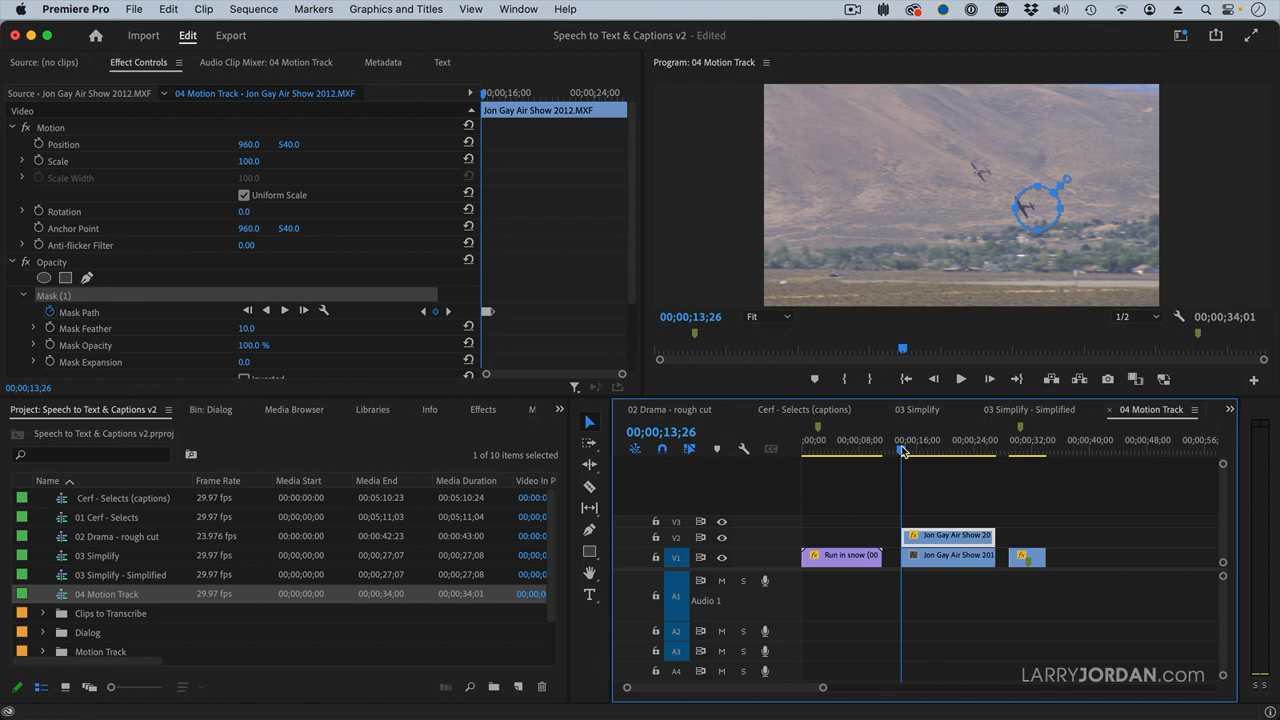 Premiere Pro File Edit Clip Sequence Markers Graphics and Titles View Window Help
Import Edit Export Speech to Text & Captions v2 - Edited
Source: (no clips) Effect Controls Audio Clip Mixer: 04 Motion Track Metadata Text
Program: 04 Motion Track
Source • Jon Gay Air Show 2012.MXF 04 Motion Track • Jon Gay Air Show 2012.MXF
00;00;16;00 00;00;24;00
Video
Jon Gay Air Show 2012.MXF
fx Motion
Position 960.0 540.0
Scale 100.0
Scale Width 100.0
Uniform Scale
Rotation 0.0
Anchor Point 960.0 540.0
Anti-flicker Filter 0.00
fx Opacity
Mask (1)
Mask Path
Mask Feather 10.0
Mask Opacity 100.0 %
Mask Expansion 0.0
Inverted
00;00;13;26
00;00;13;26 Fit 1/2 00;00;34;01
Project: Speech to Text & Captions v2 Bin: Dialog Media Browser Libraries Info Effects M
Speech to Text & Captions v2.prproj
1 of 10 items selected
Name Frame Rate Media Start Media End Media Duration Video In P
Cerf - Selects (captions) 29.97 fps 00:00:00:00 00:05:10:23 00:05:10:24 00:00:0
01 Cerf - Selects 29.97 fps 00;00;00;00 00;05;11;03 00;05;11;04 00;00;0
02 Drama - rough cut 23.976 fps 00:00:00:00 00:02:42:23 00:02:43:00 00:00:0
03 Simplify 29.97 fps 00;00;00;00 00;00;27;07 00;00;27;08 00;00;0
03 Simplify - Simplified 29.97 fps 00;00;00;00 00;00;27;07 00;00;27;08 00;00;0
04 Motion Track 29.97 fps 00;00;00;00 00;00;34;00 00;00;34;01 00;00;0
Clips to Transcribe
Dialog
Motion Track
02 Drama - rough cut Cerf - Selects (captions) 03 Simplify 03 Simplify - Simplified 04 Motion Track
00;00;13;26
;00;00 00;00;08;00 00;00;16;00 00;00;24;00 00;00;32;00 00;00;40;00 00;00;48;00 00;00;56;
V3
V2 fx Jon Gay Air Show 20
V1 fx Run in snow (00 fx Jon Gay Air Show 201 fx
A1 M S
Audio 1
A2 M S
A3 M S
A4 M S
S S
LARRYJORDAN.com